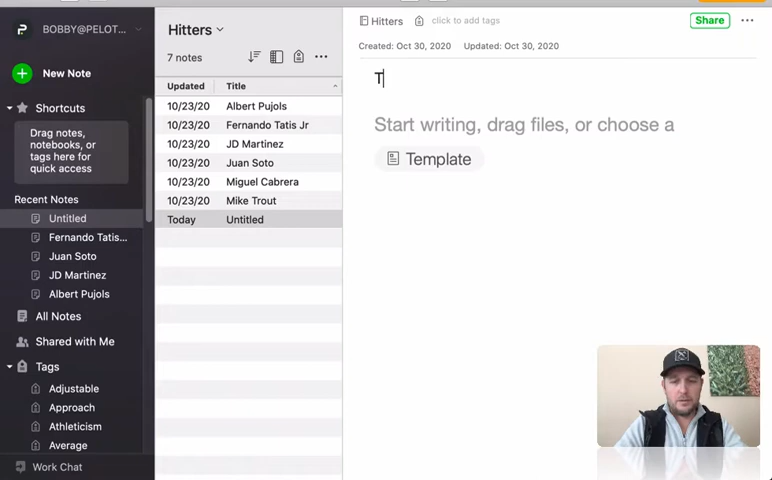 BOBBY@PELOT...
New Note
Shortcuts
Drag notes,
notebooks, or
tags here for
quick access
Recent Notes
Untitled
Fernando Tatis...
Juan Soto
JD Martinez
Albert Pujols
All Notes
Shared with Me
Tags
Adjustable
Approach
Athleticism
Average
Work Chat
Hitters
7 notes
Updated Title
10/23/20 Albert Pujols
10/23/20 Fernando Tatis Jr
10/23/20 JD Martinez
10/23/20 Juan Soto
10/23/20 Miguel Cabrera
10/23/20 Mike Trout
Today Untitled
Hitters click to add tags Share
Created: Oct 30, 2020 Updated: Oct 30, 2020
T
Start writing, drag files, or choose a
Template